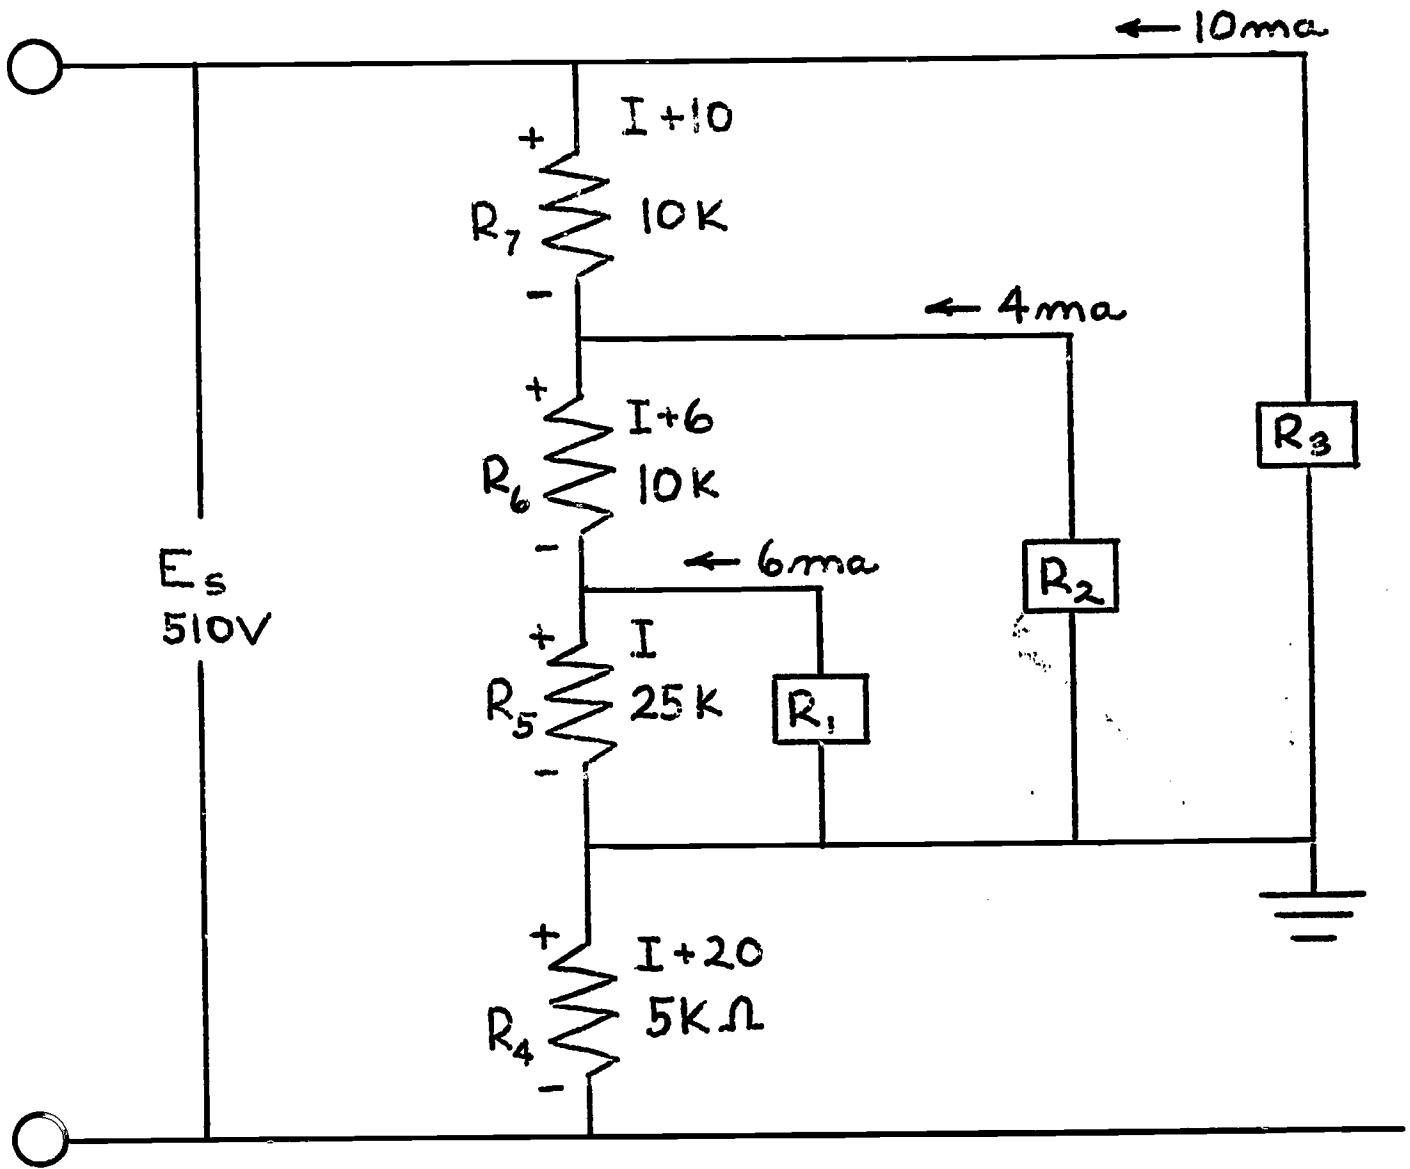 ← 10ma
I+10
+
R7
10K
-
← 4ma
+
I+6
R6
10K
-
R3
← 6ma
R2
Es
510V
+
I
R5
25K
R1
-
+
I+20
R4
5KΩ
-